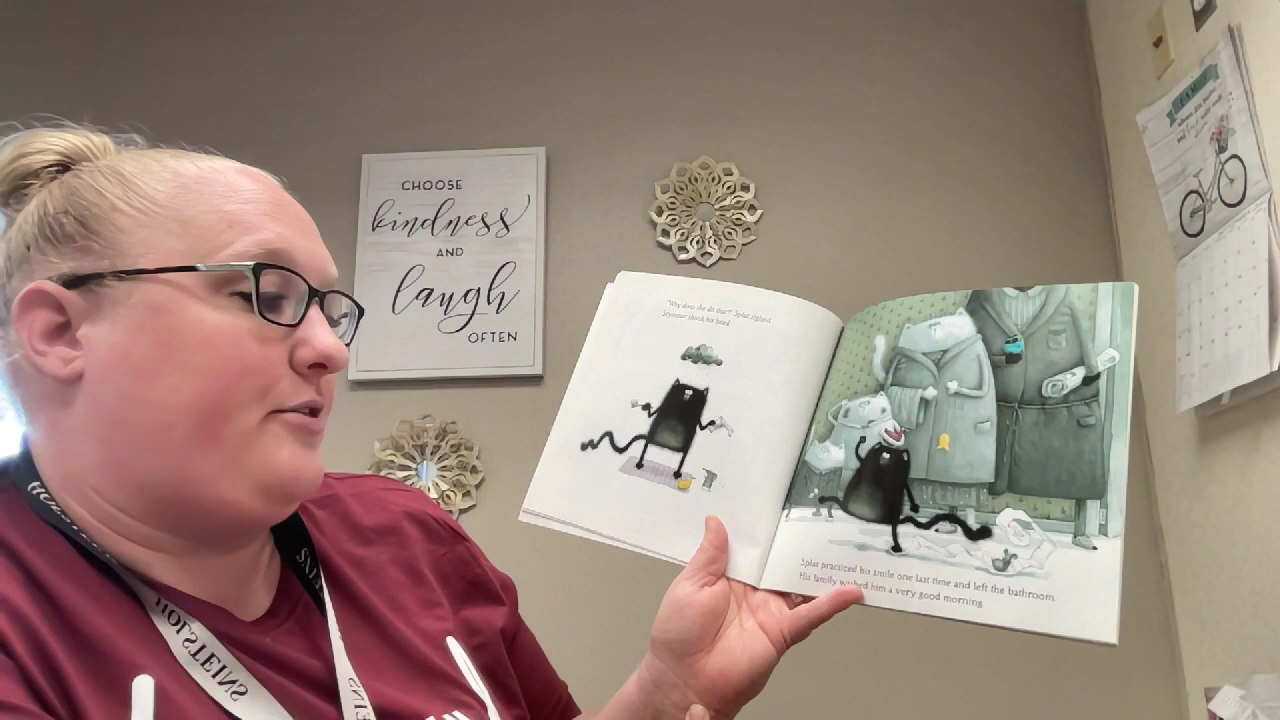 CHOOSE
kindness
AND
laugh
OFTEN
"Why does she do that?" Splat sighed.
Seymour shook his head.
Splat practiced his smile one last time and left the bathroom.
His family wished him a very good morning.
HOLSTEINS